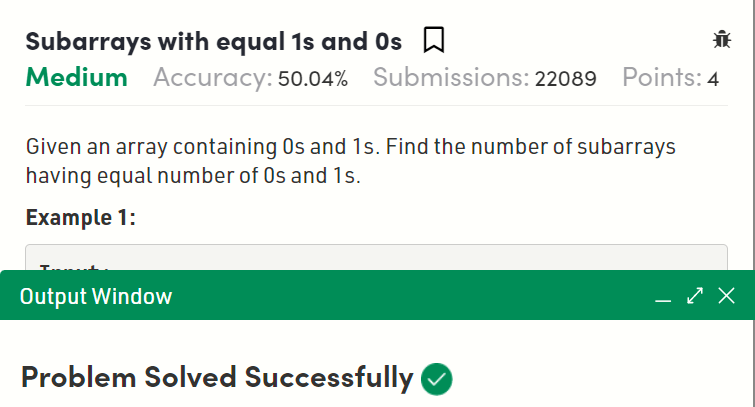 Subarrays with equal 1s and 0s
Medium Accuracy: 50.04% Submissions: 22089 Points: 4
Given an array containing 0s and 1s. Find the number of subarrays
having equal number of 0s and 1s.
Example 1:
Output Window
Problem Solved Successfully